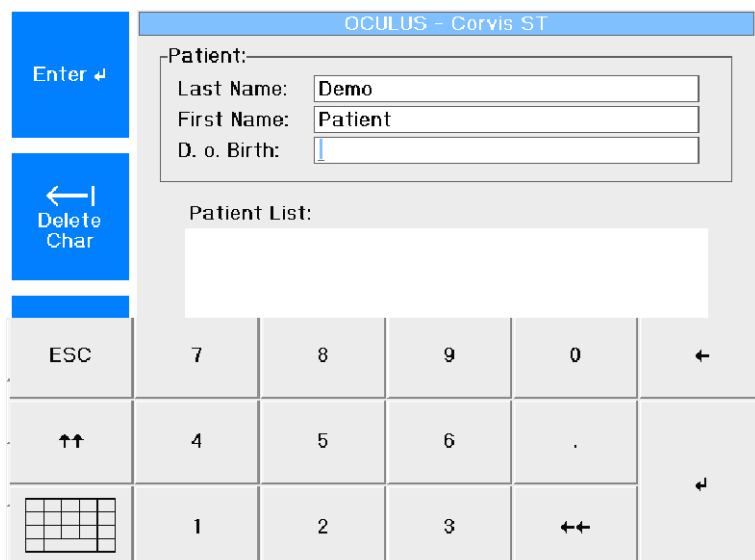 OCULUS - Corvis ST
Enter ↵
Patient:
Last Name: Demo
First Name: Patient
D. o. Birth:
←
Delete
Char
Patient List:
ESC 7 8 9 0 ←
↑↑ 4 5 6 . ↵
1 2 3 ←←